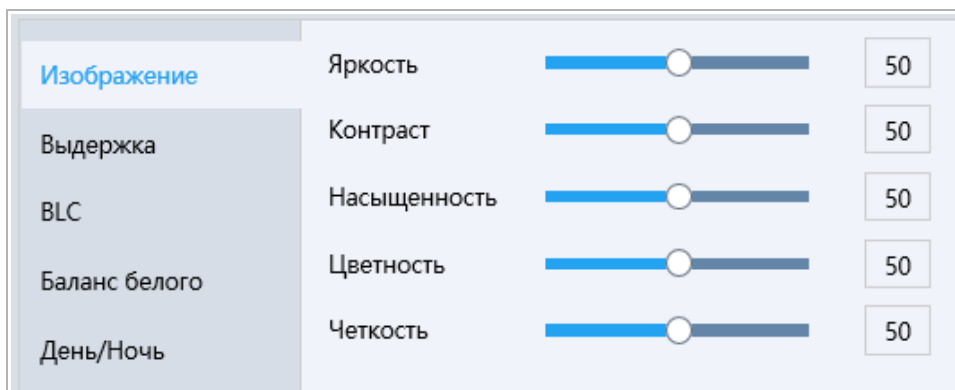 Изображение
Выдержка
BLC
Баланс белого
День/Ночь
Яркость 50
Контраст 50
Насыщенность 50
Цветность 50
Четкость 50